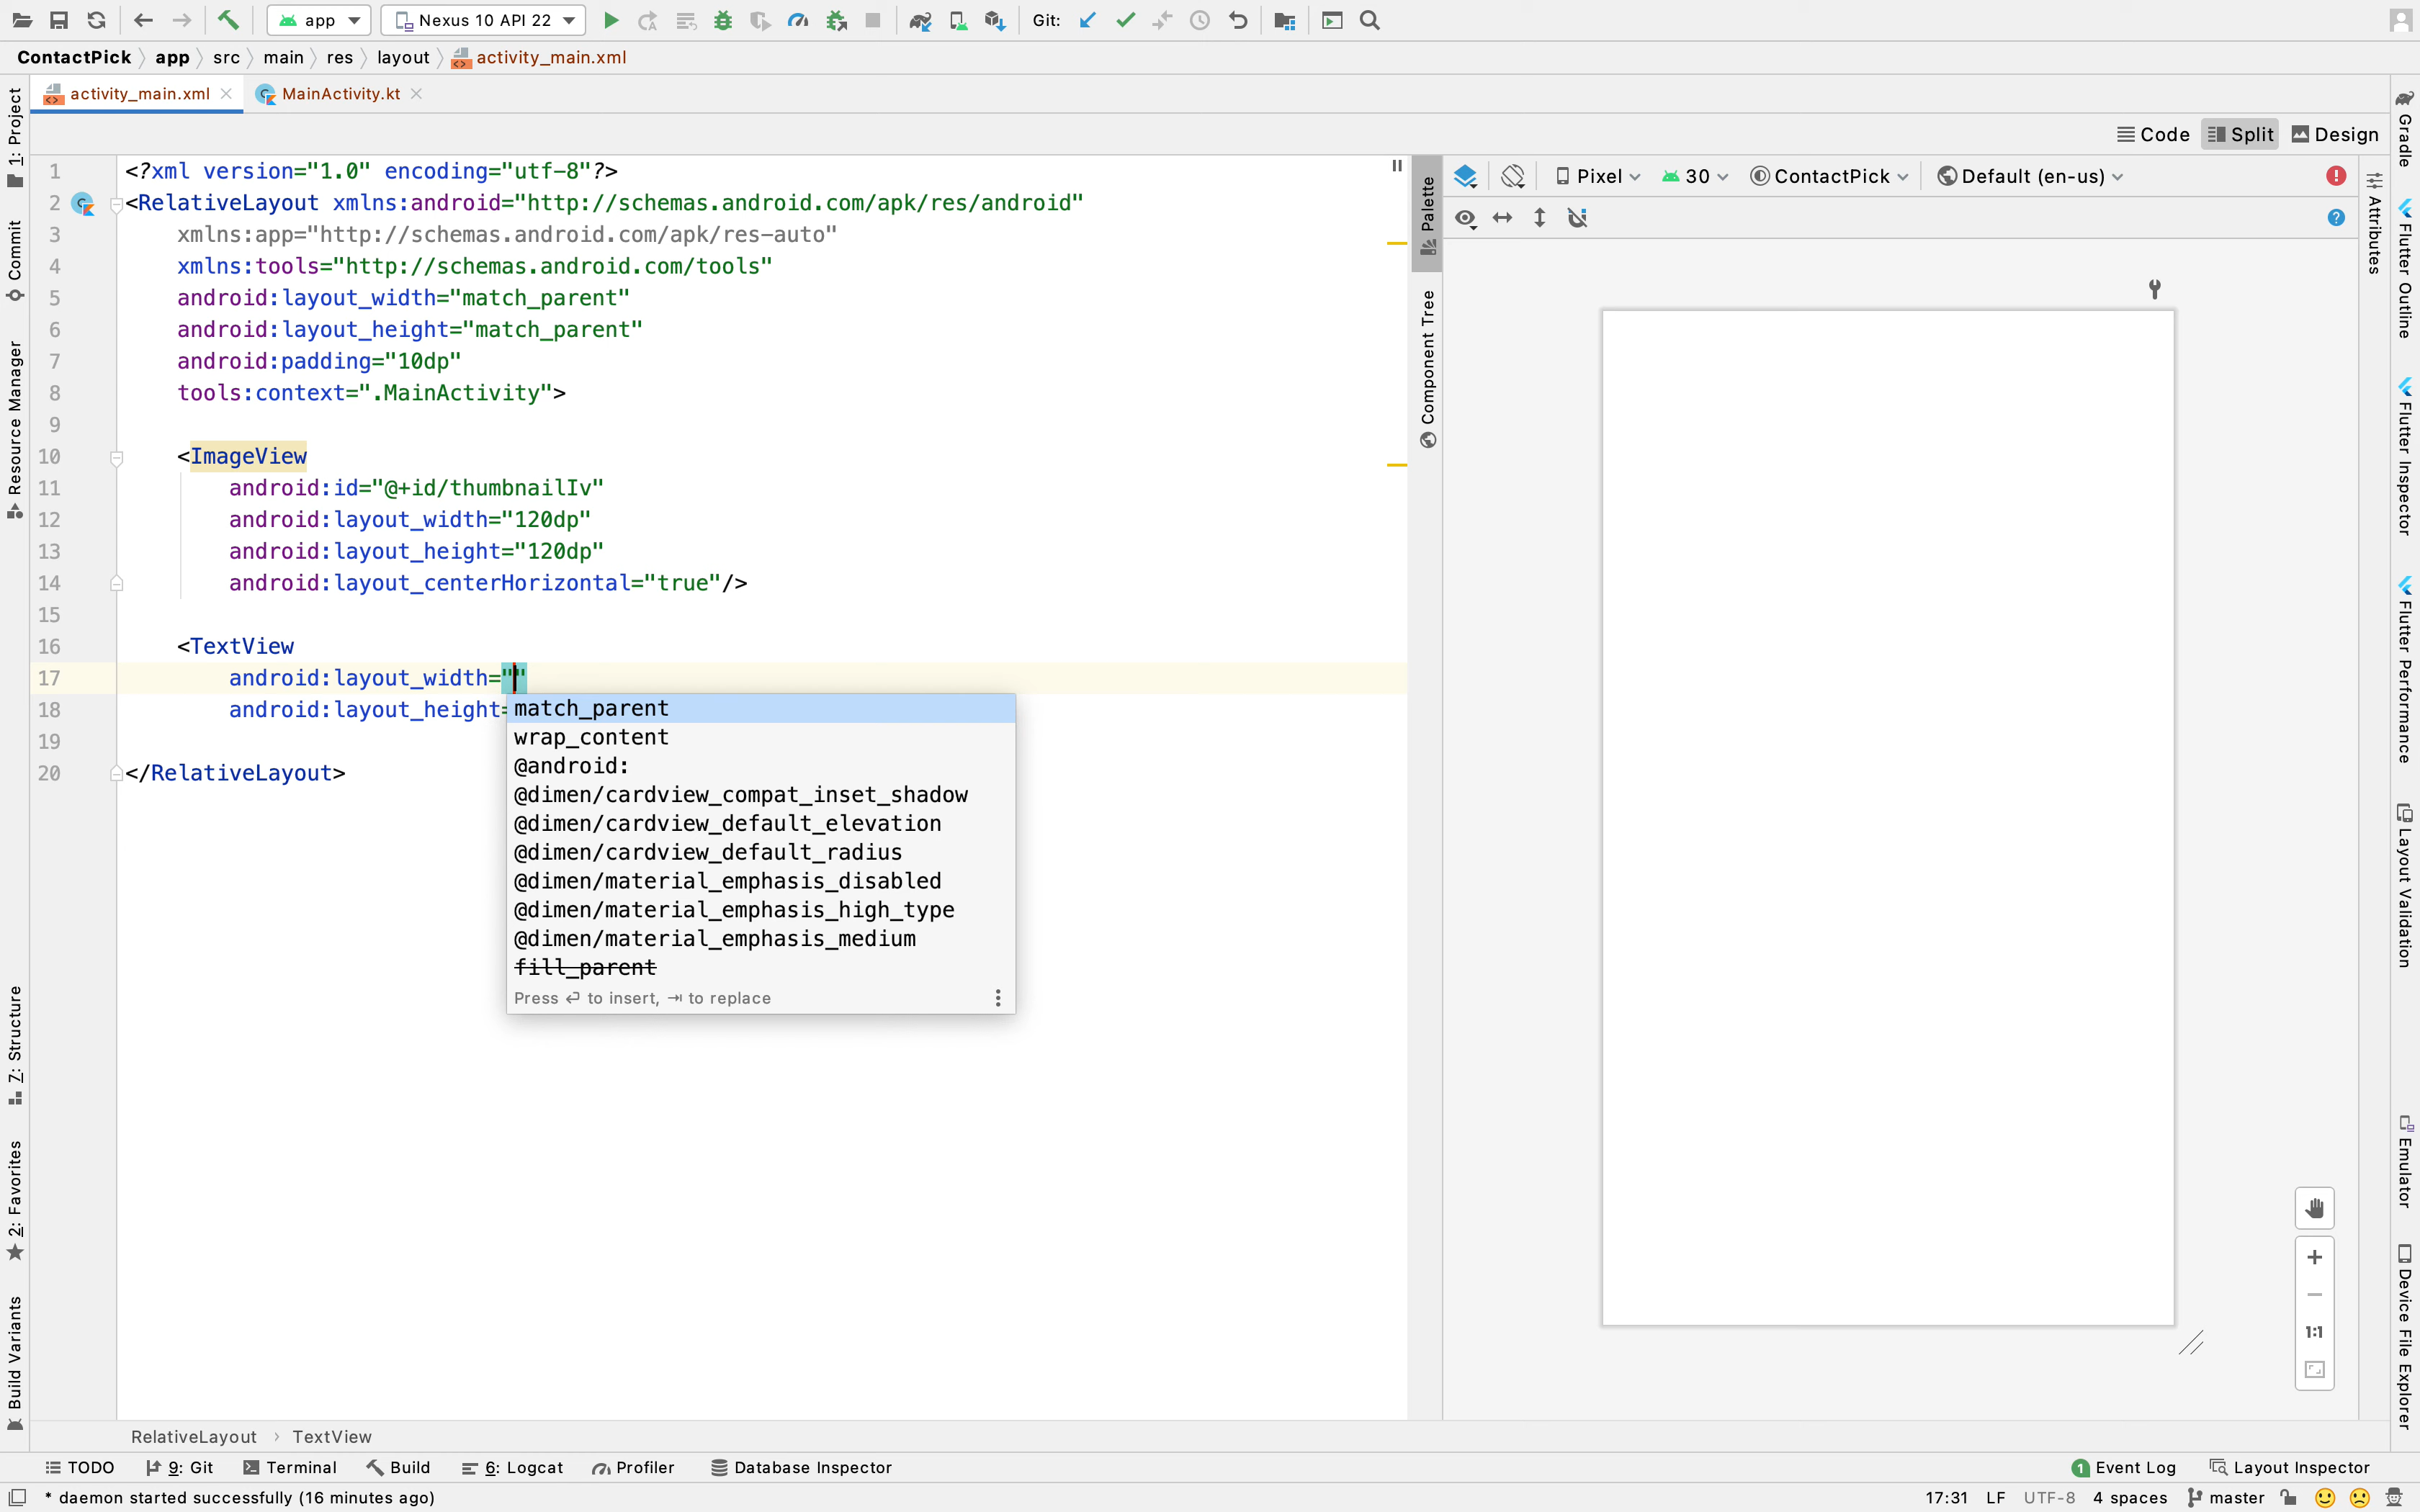 app
Nexus 10 API 22
Git:
ContactPick
app
src
main
res
layout
activity_main.xml
activity_main.xml
MainActivity.kt
Code
Split
Design
1: Project
Commit
Resource Manager
Z: Structure
2: Favorites
Build Variants
1 <?xml version="1.0" encoding="utf-8"?>
2 <RelativeLayout xmlns:android="http://schemas.android.com/apk/res/android"
3 xmlns:app="http://schemas.android.com/apk/res-auto"
4 xmlns:tools="http://schemas.android.com/tools"
5 android:layout_width="match_parent"
6 android:layout_height="match_parent"
7 android:padding="10dp"
8 tools:context=".MainActivity">
9
10 <ImageView
11 android:id="@+id/thumbnailIv"
12 android:layout_width="120dp"
13 android:layout_height="120dp"
14 android:layout_centerHorizontal="true"/>
15
16 <TextView
17 android:layout_width=""
18 android:layout_height=
19
20 </RelativeLayout>
match_parent
wrap_content
@android:
@dimen/cardview_compat_inset_shadow
@dimen/cardview_default_elevation
@dimen/cardview_default_radius
@dimen/material_emphasis_disabled
@dimen/material_emphasis_high_type
@dimen/material_emphasis_medium
fill_parent
Press ↩ to insert, ⇥ to replace
Palette
Component Tree
Pixel
30
ContactPick
Default (en-us)
Attributes
1:1
Gradle
Flutter Outline
Flutter Inspector
Flutter Performance
Layout Validation
Emulator
Device File Explorer
RelativeLayout
TextView
TODO
9: Git
Terminal
Build
6: Logcat
Profiler
Database Inspector
1 Event Log
Layout Inspector
* daemon started successfully (16 minutes ago)
17:31
LF
UTF-8
4 spaces
master